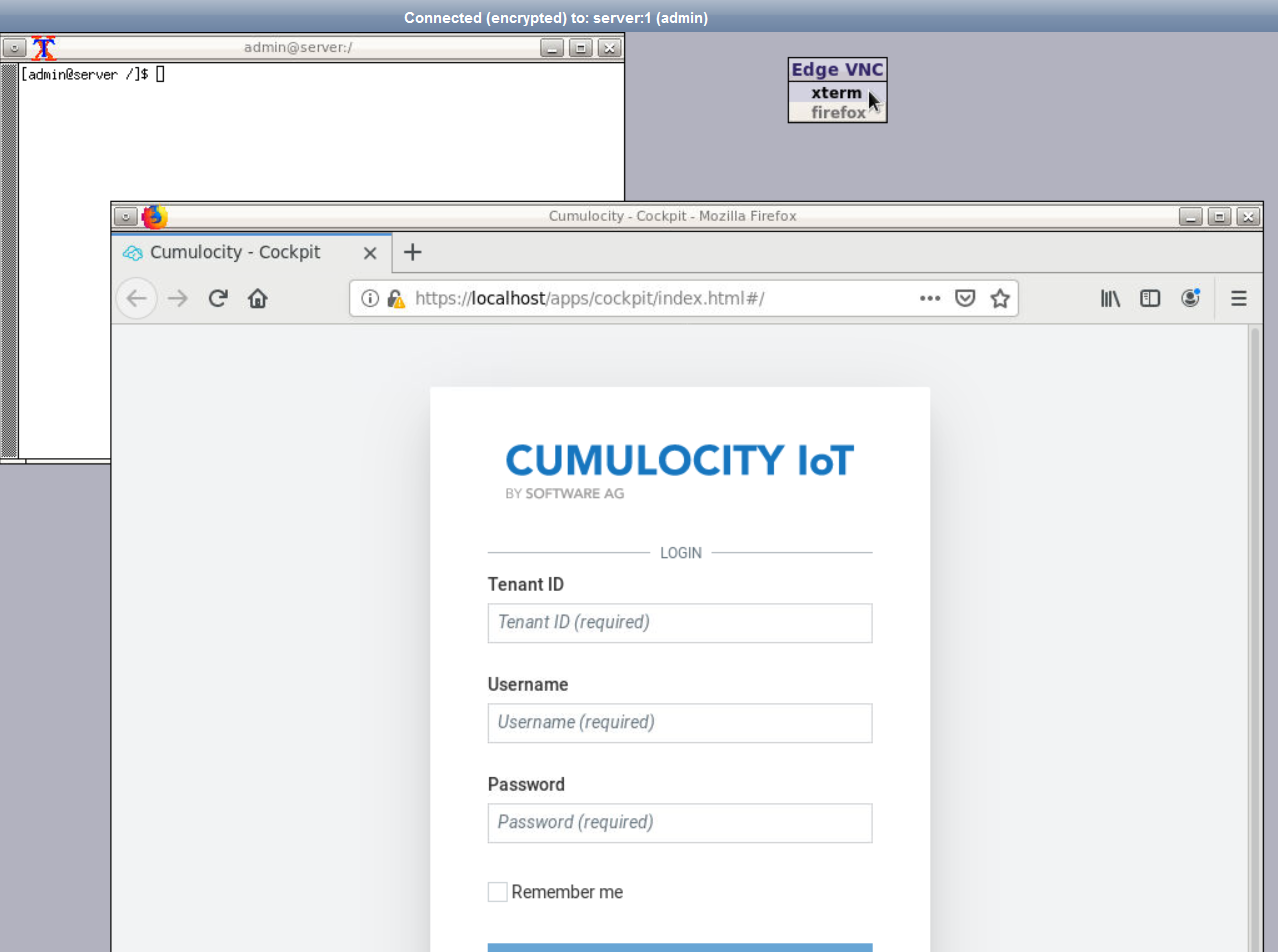 Connected (encrypted) to: server:1 (admin)
admin@server:/
[admin@server /]$
Edge VNC
xterm
firefox
Cumulocity - Cockpit - Mozilla Firefox
Cumulocity - Cockpit
https://localhost/apps/cockpit/index.html#/
CUMULOCITY IoT
BY SOFTWARE AG
LOGIN
Tenant ID
Tenant ID (required)
Username
Username (required)
Password
Password (required)
Remember me